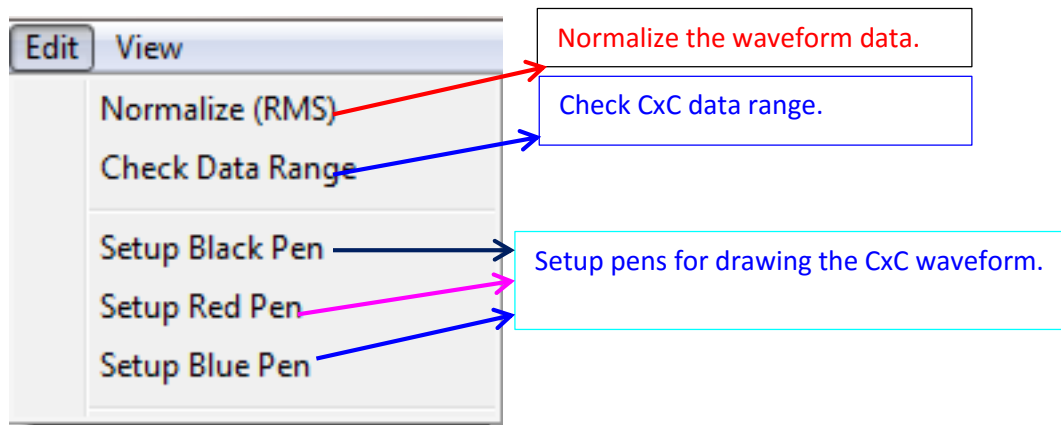 Edit View
Normalize the waveform data.
Normalize (RMS)
Check CxC data range.
Check Data Range
Setup Black Pen
Setup pens for drawing the CxC waveform.
Setup Red Pen
Setup Blue Pen